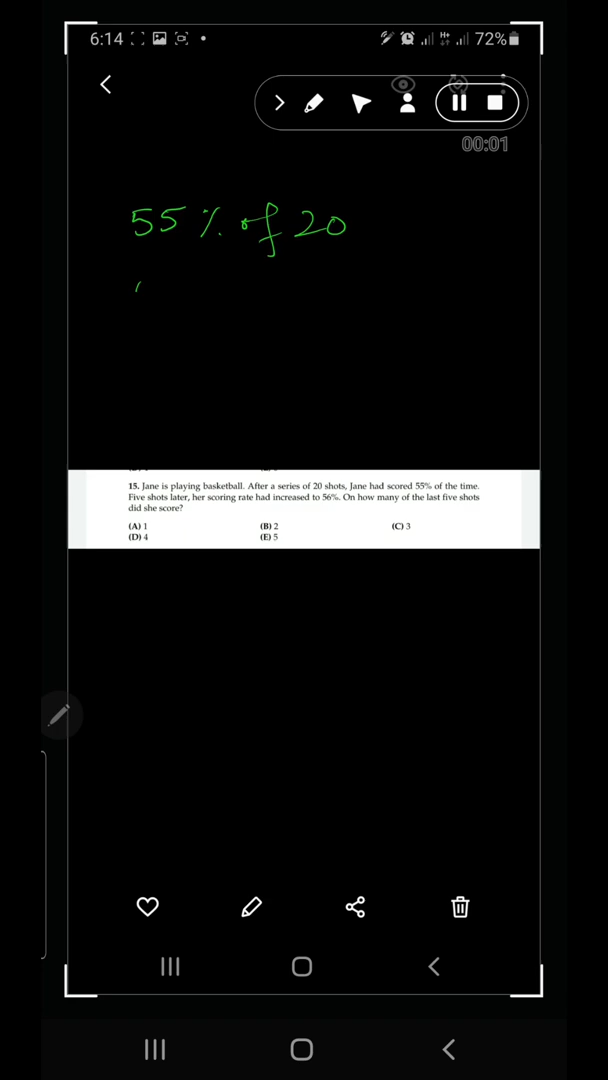 6:14
72%
00:01
55% of 20
15. Jane is playing basketball. After a series of 20 shots, Jane had scored 55% of the time.
Five shots later, her scoring rate had increased to 56%. On how many of the last five shots
did she score?
(A) 1 (B) 2 (C) 3
(D) 4 (E) 5